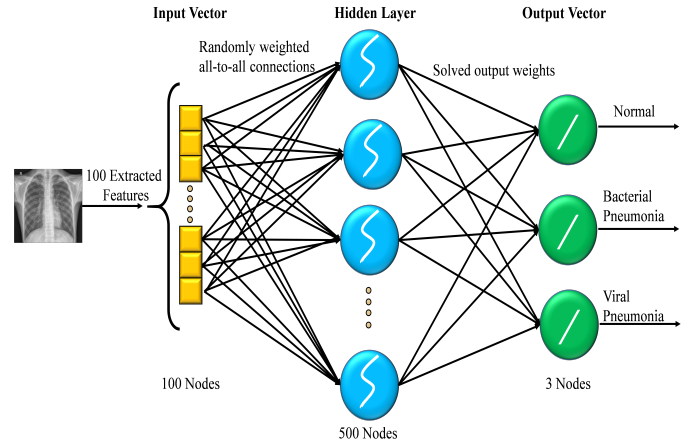 Input Vector
Hidden Layer
Output Vector
Randomly weighted
all-to-all connections
Solved output weights
100 Extracted
Features
Normal
Bacterial
Pneumonia
Viral
Pneumonia
100 Nodes
500 Nodes
3 Nodes